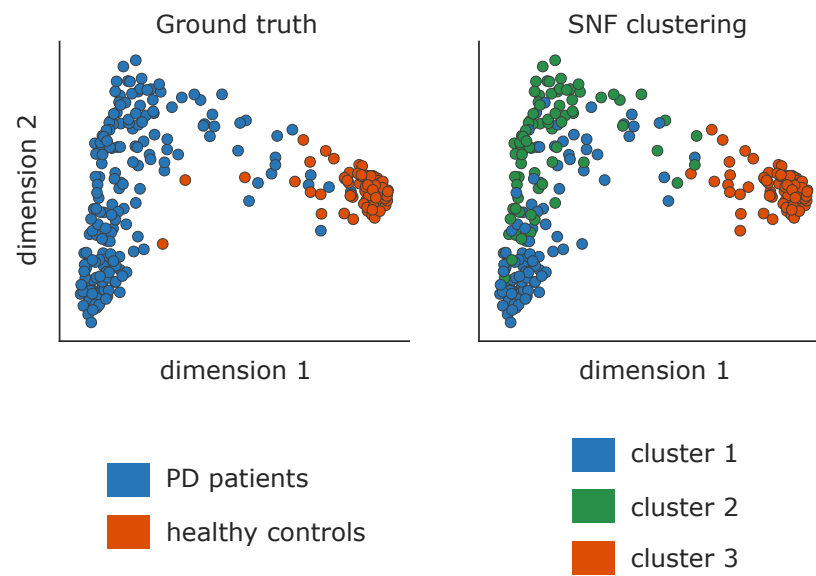 Ground truth
SNF clustering
dimension 2
dimension 1
dimension 1
PD patients
healthy controls
cluster 1
cluster 2
cluster 3